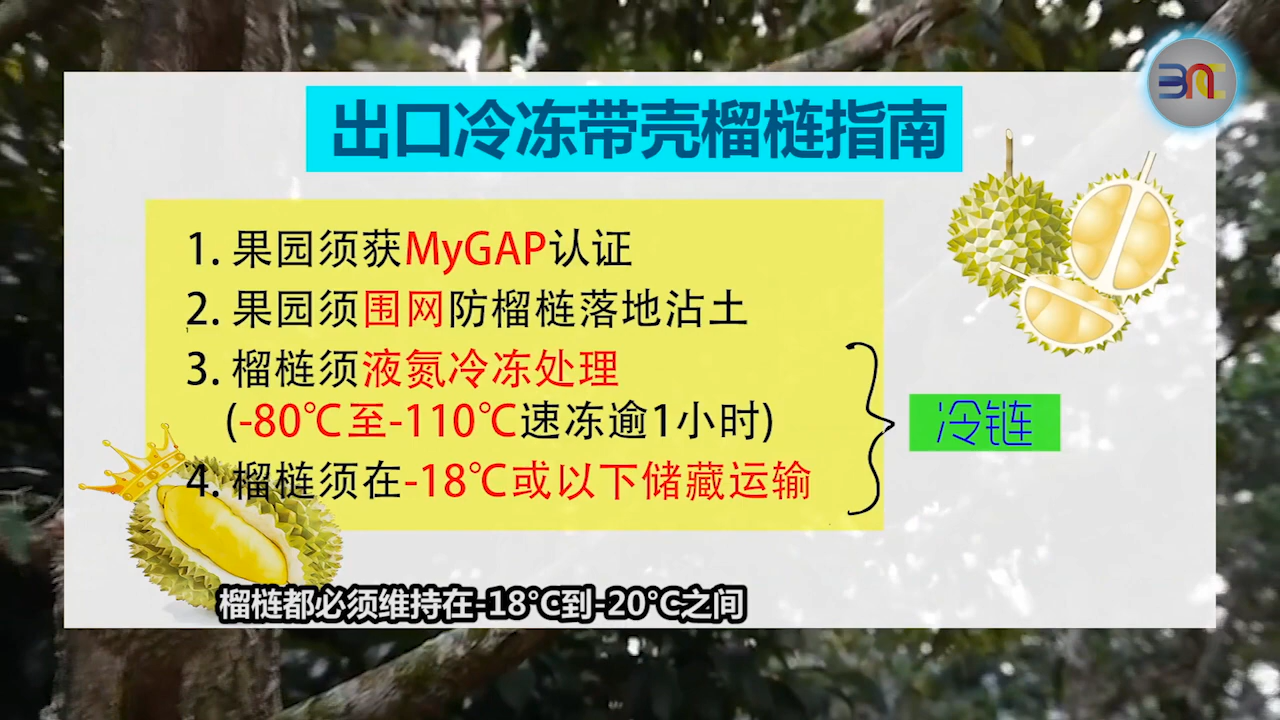 BNC
出口冷冻带壳榴梿指南
1. 果园须获MyGAP认证
2. 果园须围网防榴梿落地沾土
3. 榴梿须液氮冷冻处理
(-80℃至-110℃速冻逾1小时)
冷链
4. 榴梿须在-18℃或以下储藏运输
榴梿都必须维持在-18°C到-20°C之间